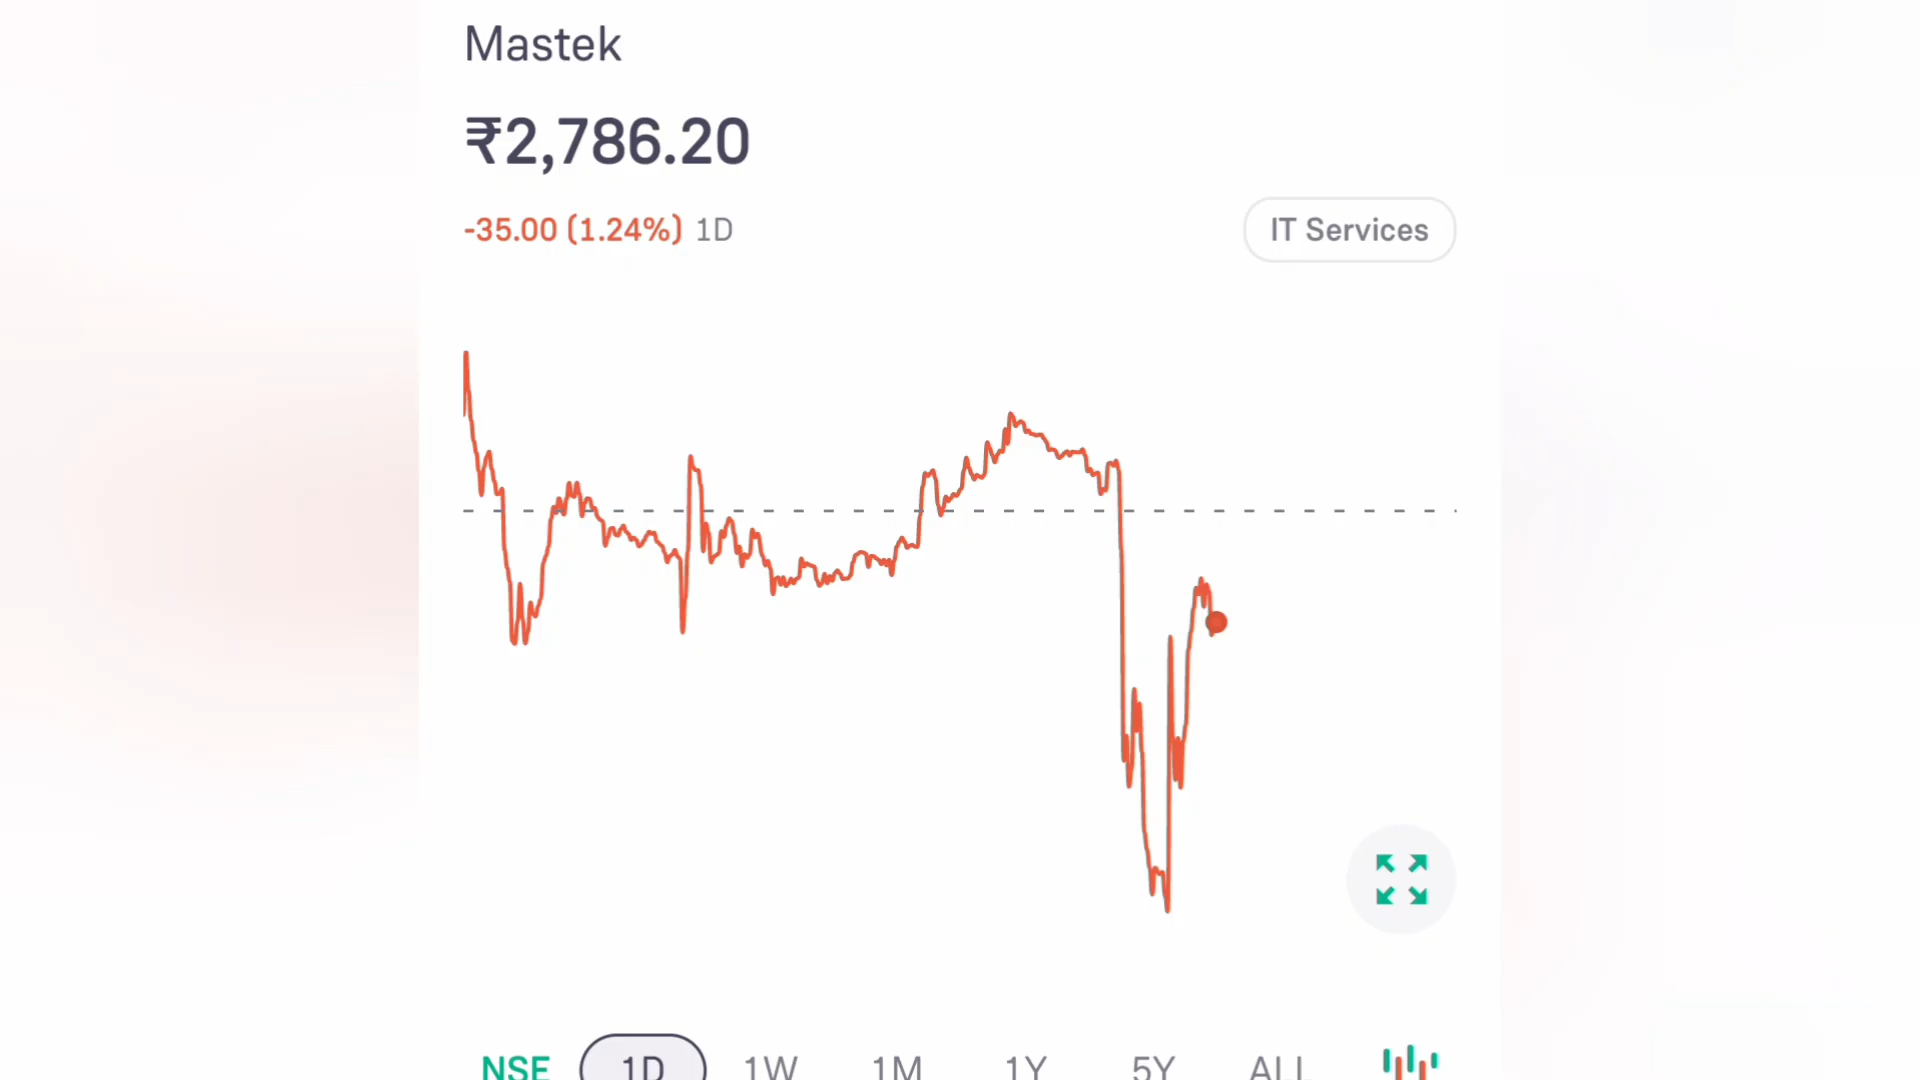 Mastek
₹2,786.20
-35.00 (1.24%) 1D
IT Services
NSE 1D 1W 1M 1Y 5Y ALL